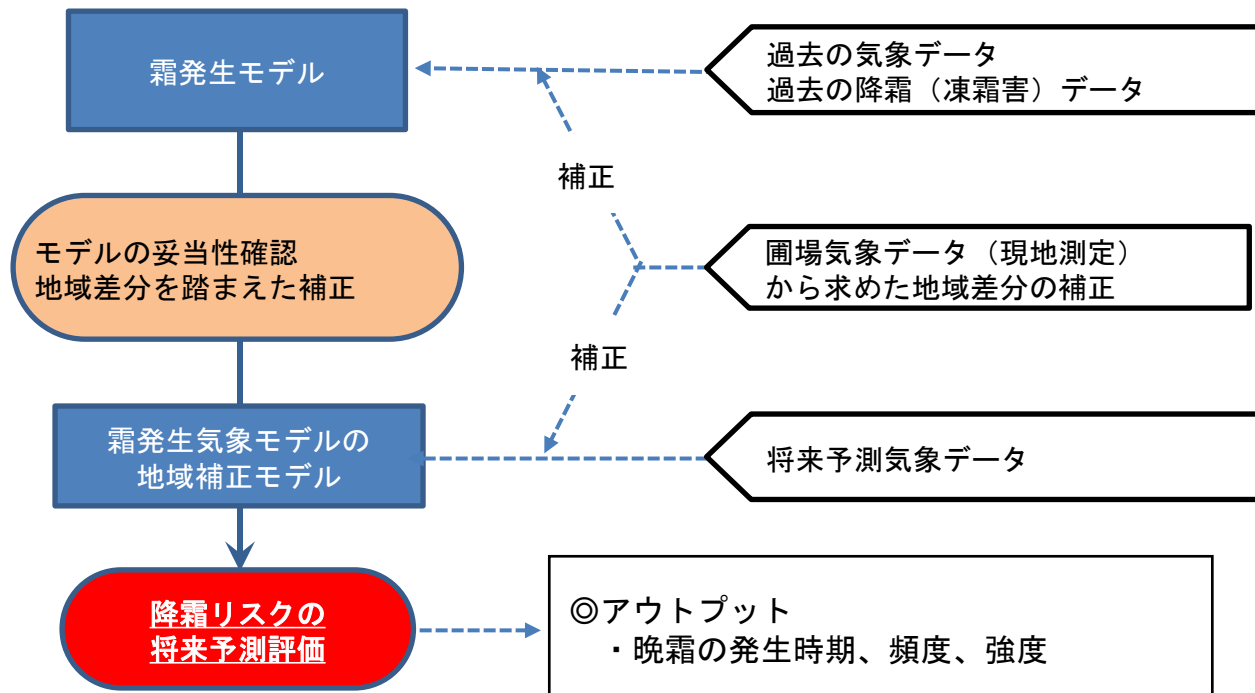 霜発生モデル
過去の気象データ
過去の降霜（凍霜害）データ
補正
モデルの妥当性確認
地域差分を踏まえた補正
圃場気象データ（現地測定）
から求めた地域差分の補正
補正
霜発生気象モデルの
地域補正モデル
将来予測気象データ
降霜リスクの
将来予測評価
◎アウトプット
・晩霜の発生時期、頻度、強度